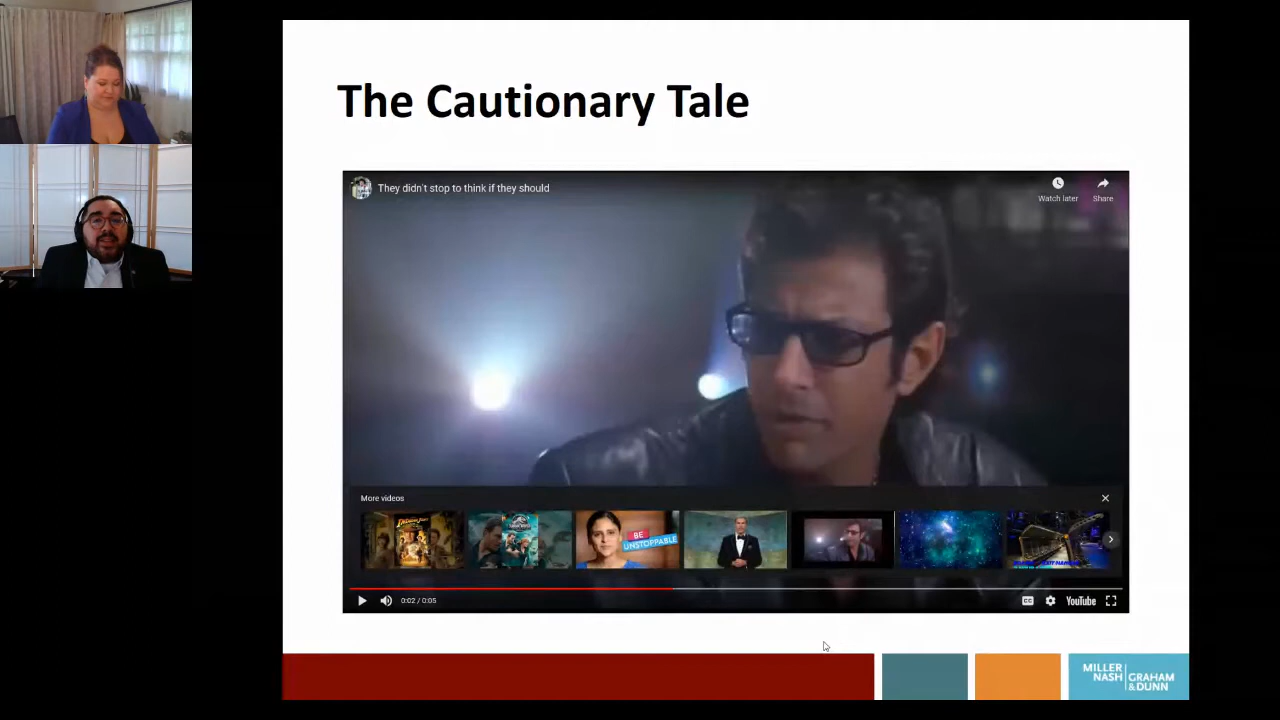 The Cautionary Tale
They didn't stop to think if they should
Watch later
Share
More videos
BE
UNSTOPPABLE
0:02 / 0:05
CC
YouTube
MILLER
NASH
GRAHAM
&DUNN